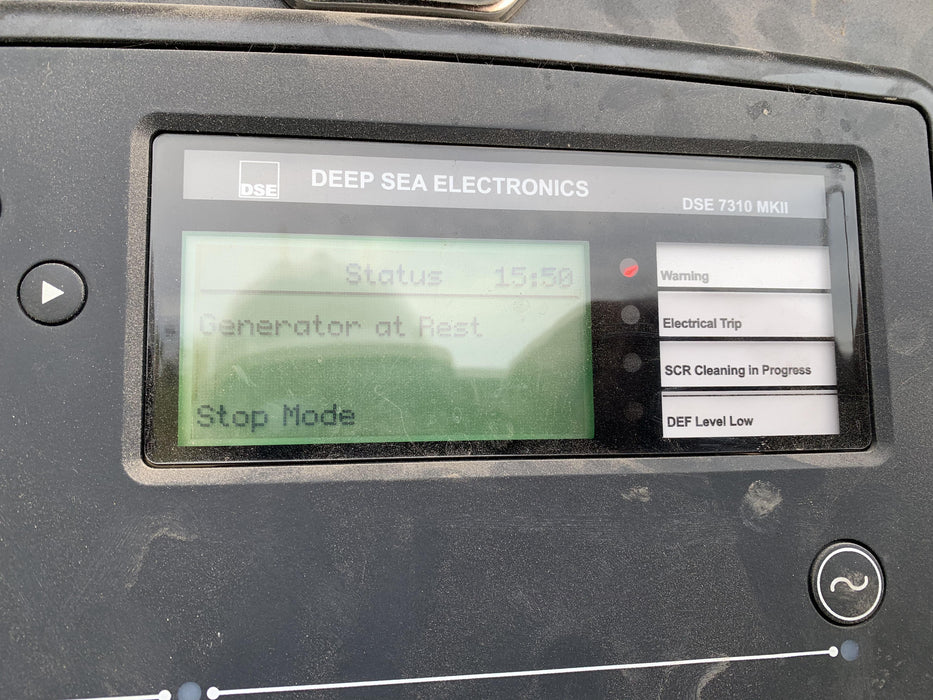 DSE
DEEP SEA ELECTRONICS
DSE 7310 MKII
Status 15:50
Generator at Rest
Stop Mode
Warning
Electrical Trip
SCR Cleaning in Progress
DEF Level Low